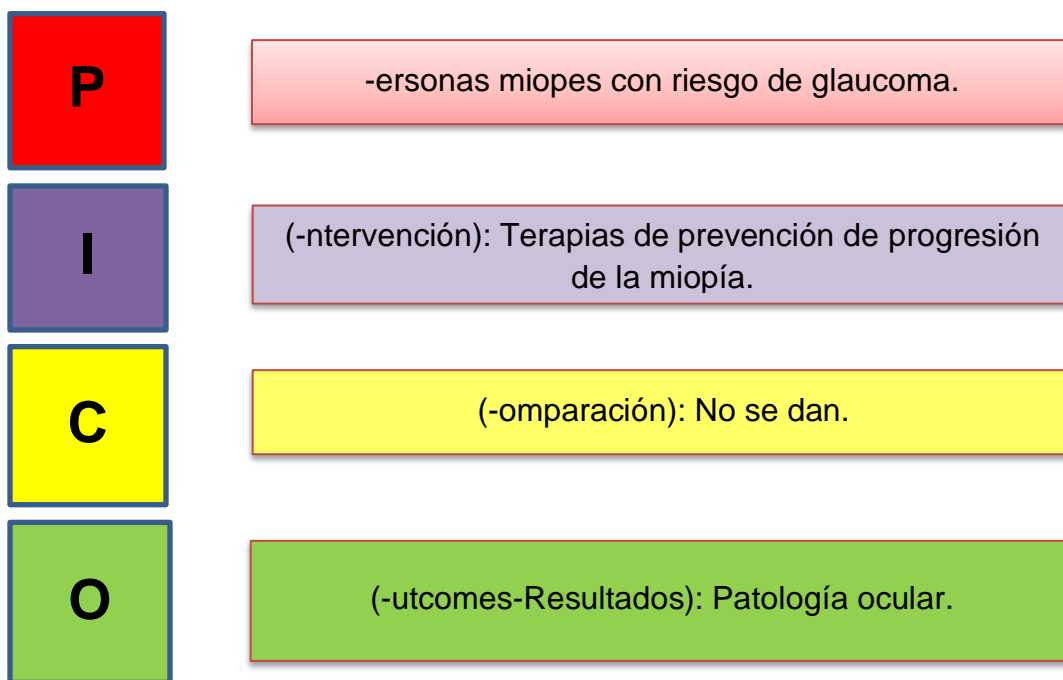 P
-ersonas miopes con riesgo de glaucoma.
I
(-ntervención): Terapias de prevención de progresión
de la miopía.
C
(-omparación): No se dan.
O
(-utcomes-Resultados): Patología ocular.